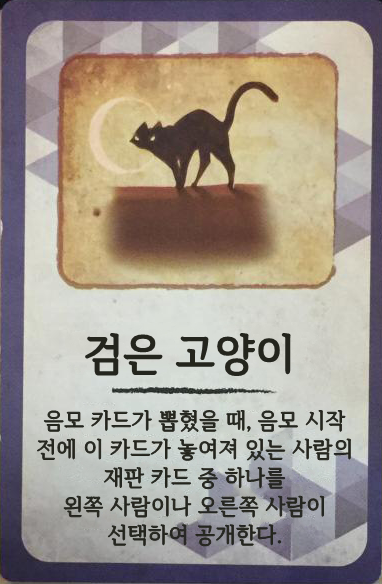 검은 고양이
음모 카드가 뽑혔을 때, 음모 시작
전에 이 카드가 놓여져 있는 사람의
재판 카드 중 하나를
왼쪽 사람이나 오른쪽 사람이
선택하여 공개한다.